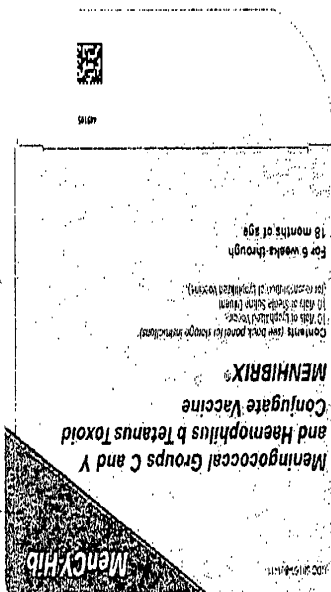 MenCY-Hib
Meningococcal Groups C and Y
and Haemophilus b Tetanus Toxoid
Conjugate Vaccine
MENHIBRIX®
Contents (see back panel for storage instructions)
10 vials of Lyophilized Vaccine,
10 vials of Sterile Saline Diluent
(for reconstitution of Lyophilized Vaccine).
For 6 weeks through
18 months of age
449185